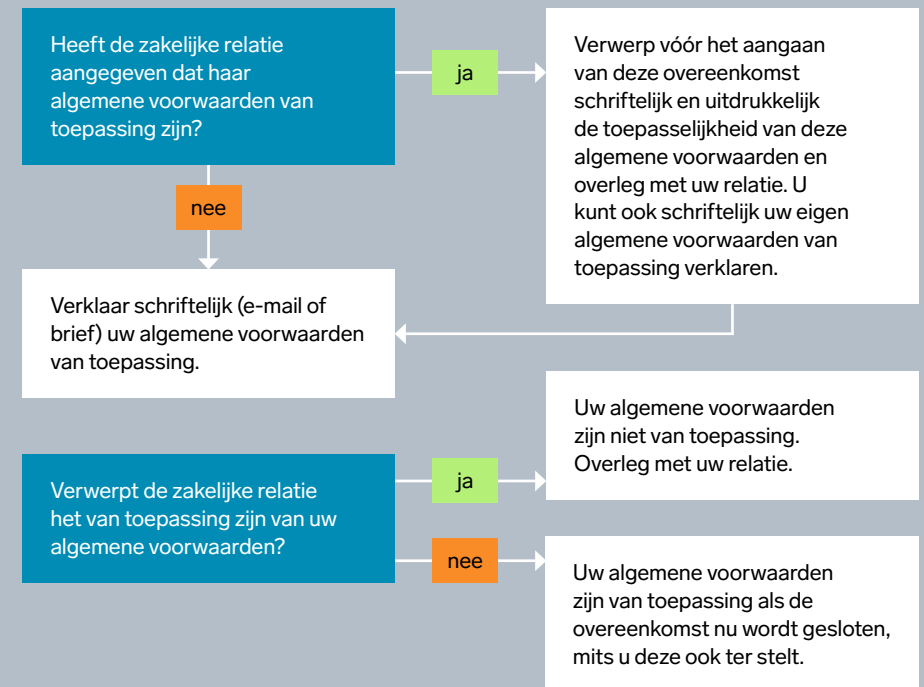 Heeft de zakelijke relatie
aangegeven dat haar
algemene voorwaarden van
toepassing zijn?
ja
Verwerp vóór het aangaan
van deze overeenkomst
schriftelijk en uitdrukkelijk
de toepasselijkheid van deze
algemene voorwaarden en
overleg met uw relatie. U
kunt ook schriftelijk uw eigen
algemene voorwaarden van
toepassing verklaren.
nee
Verklaar schriftelijk (e-mail of
brief) uw algemene voorwaarden
van toepassing.
Verwerpt de zakelijke relatie
het van toepassing zijn van uw
algemene voorwaarden?
ja
Uw algemene voorwaarden
zijn niet van toepassing.
Overleg met uw relatie.
nee
Uw algemene voorwaarden
zijn van toepassing als de
overeenkomst nu wordt gesloten,
mits u deze ook ter stelt.